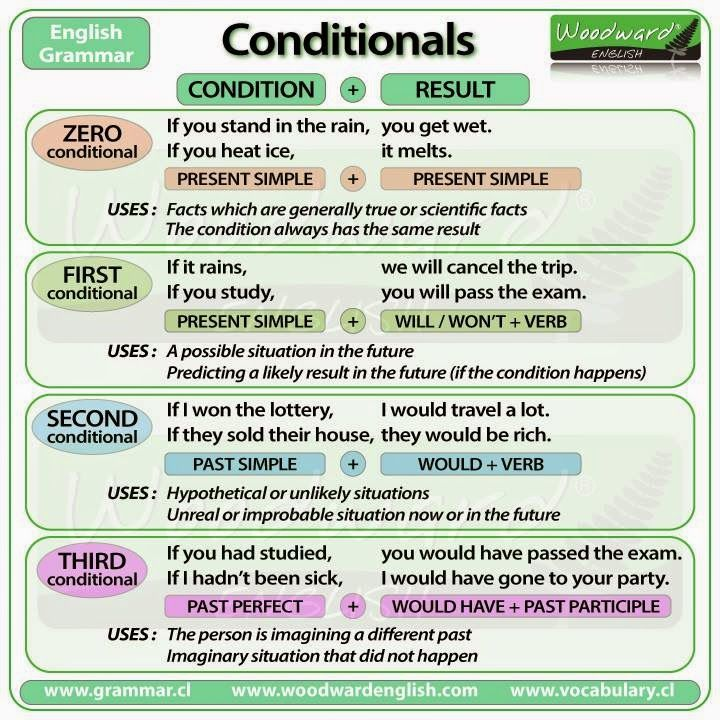 English
Grammar
Conditionals
Woodward®
ENGLISH
CONDITION + RESULT
ZERO
conditional
If you stand in the rain, you get wet.
If you heat ice, it melts.
PRESENT SIMPLE + PRESENT SIMPLE
USES : Facts which are generally true or scientific facts
The condition always has the same result
FIRST
conditional
If it rains, we will cancel the trip.
If you study, you will pass the exam.
PRESENT SIMPLE + WILL / WON'T + VERB
USES : A possible situation in the future
Predicting a likely result in the future (if the condition happens)
SECOND
conditional
If I won the lottery, I would travel a lot.
If they sold their house, they would be rich.
PAST SIMPLE + WOULD + VERB
USES : Hypothetical or unlikely situations
Unreal or improbable situation now or in the future
THIRD
conditional
If you had studied, you would have passed the exam.
If I hadn't been sick, I would have gone to your party.
PAST PERFECT + WOULD HAVE + PAST PARTICIPLE
USES : The person is imagining a different past
Imaginary situation that did not happen
www.grammar.cl www.woodwardenglish.com www.vocabulary.cl